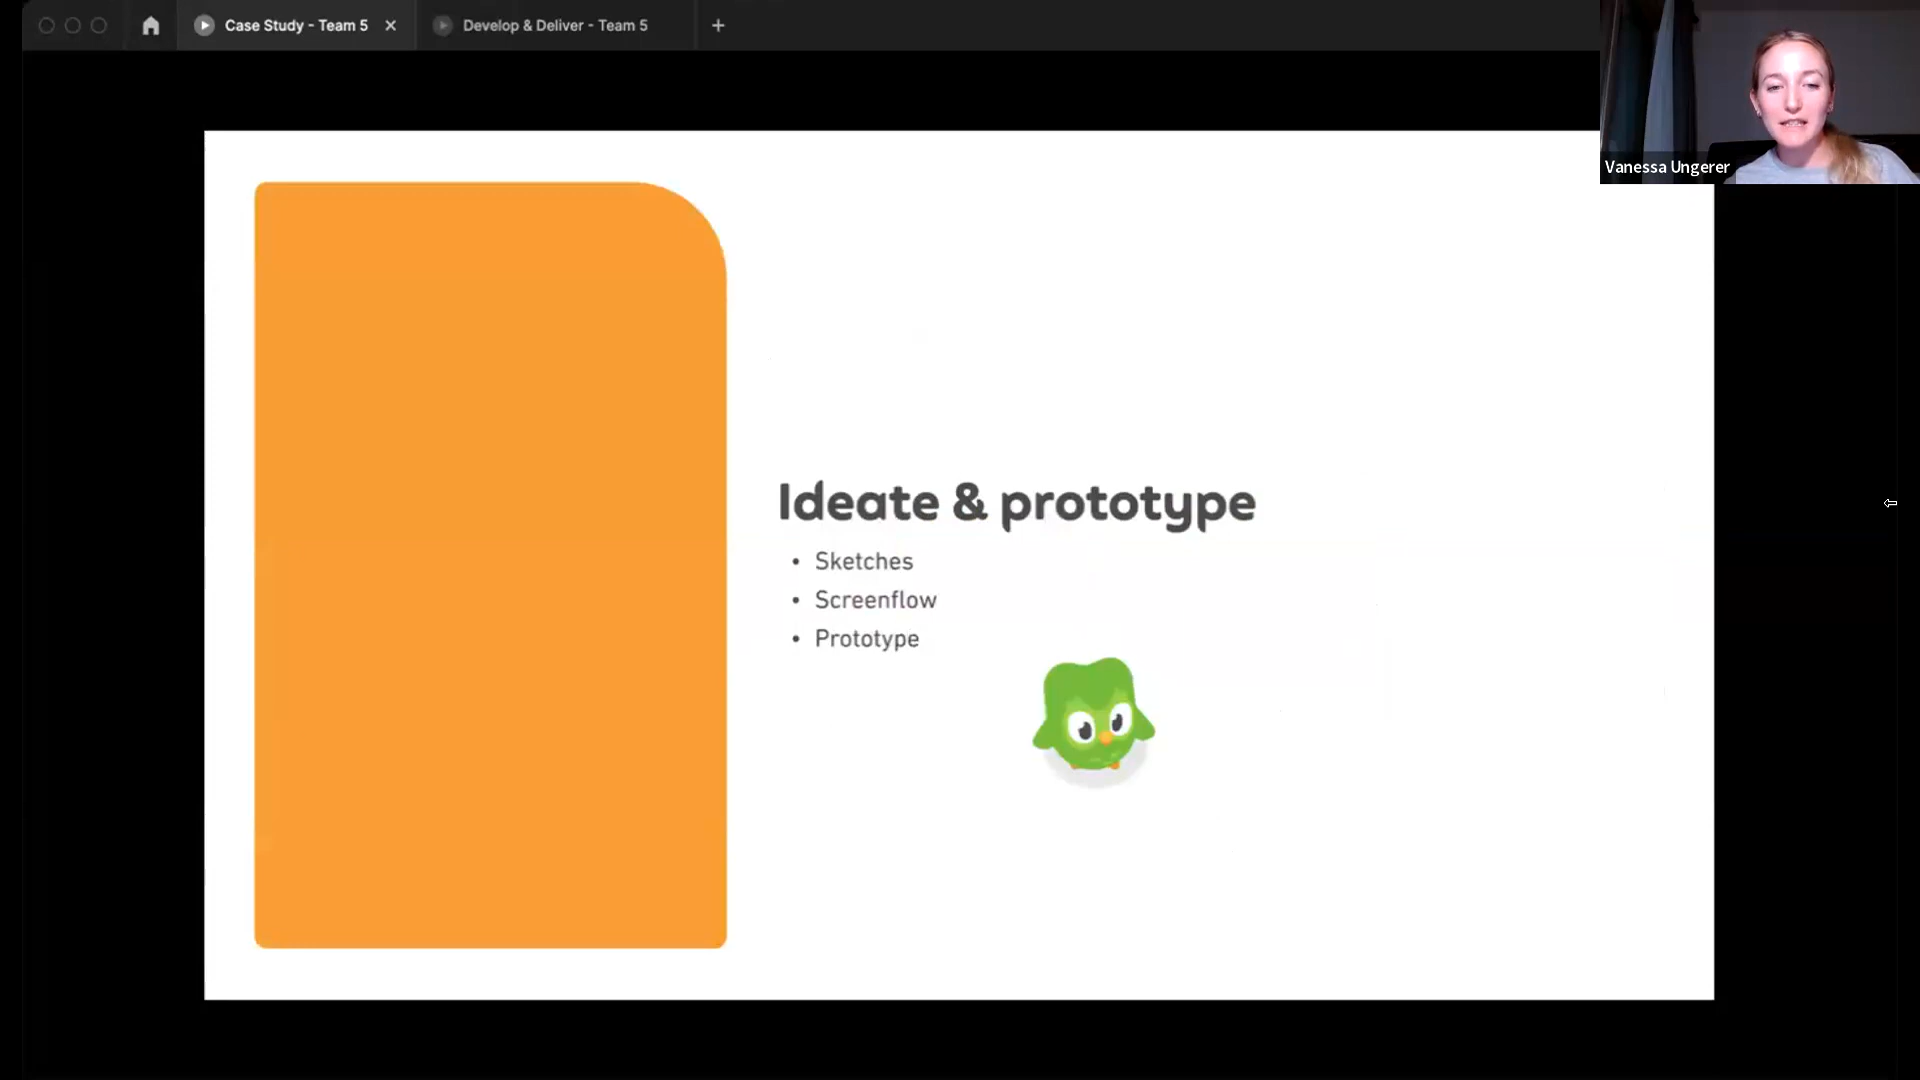 Case Study - Team 5
Develop & Deliver - Team 5
Vanessa Ungerer
Ideate & prototype
• Sketches
• Screenflow
• Prototype